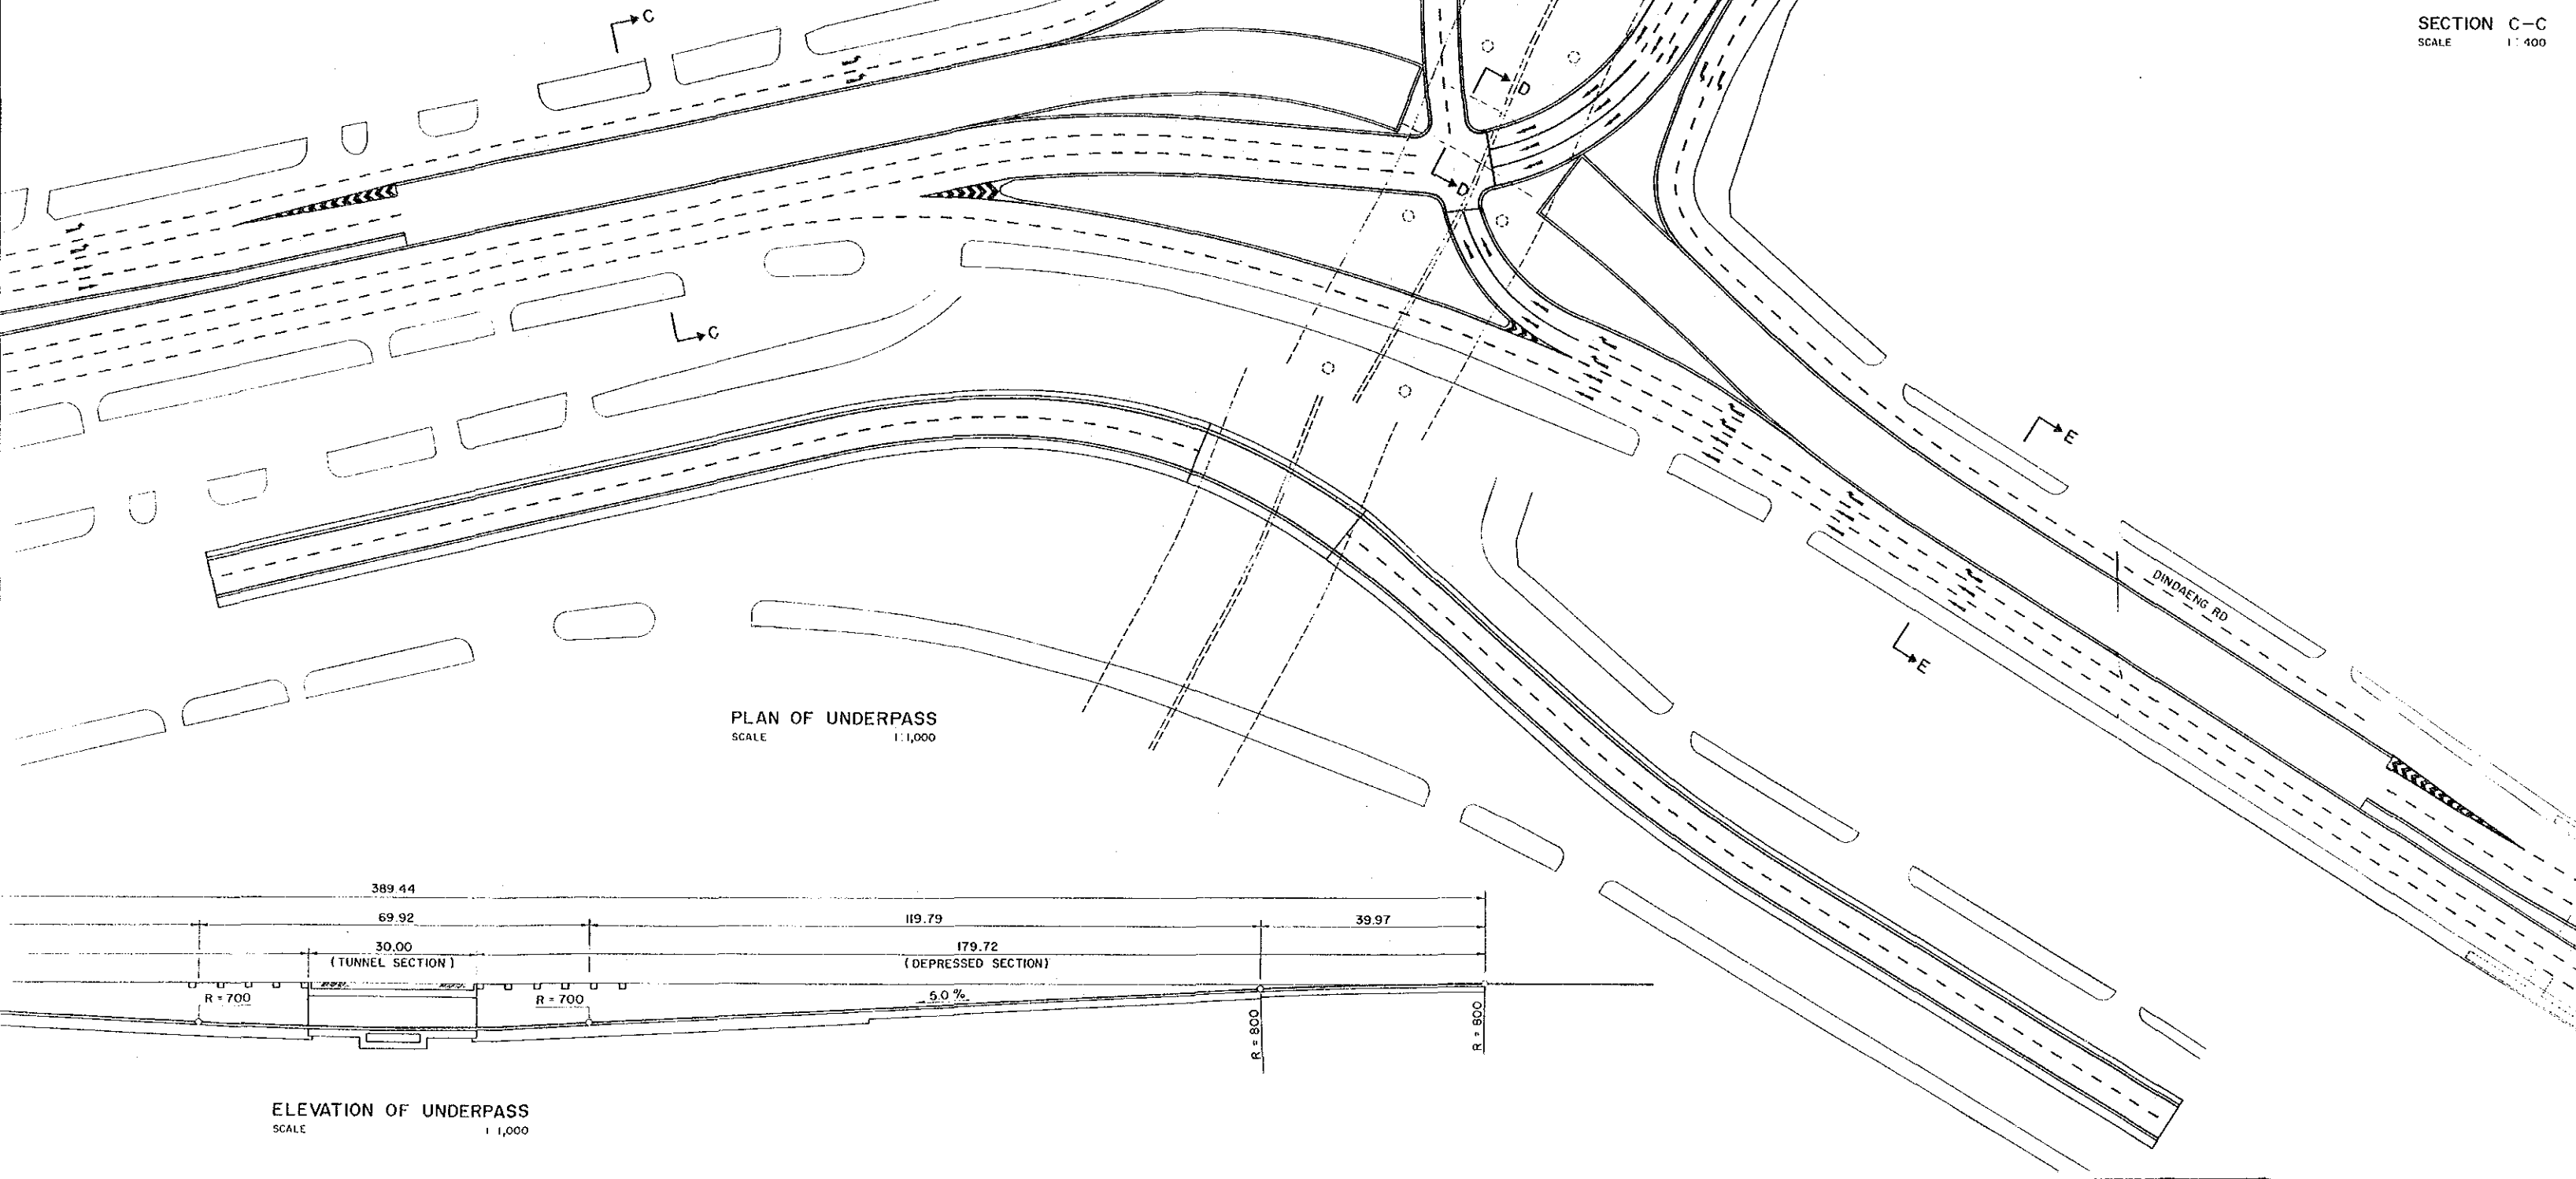 C
SECTION C-C
SCALE 1:400
D
D
C
E
DINDAENG RD
E
PLAN OF UNDERPASS
SCALE 1:1,000
389.44
69.92 119.79 39.97
30.00 179.72
(TUNNEL SECTION) (DEPRESSED SECTION)
R = 700 R = 700 5.0 %
R = 800 R = 800
ELEVATION OF UNDERPASS
SCALE 1 1,000